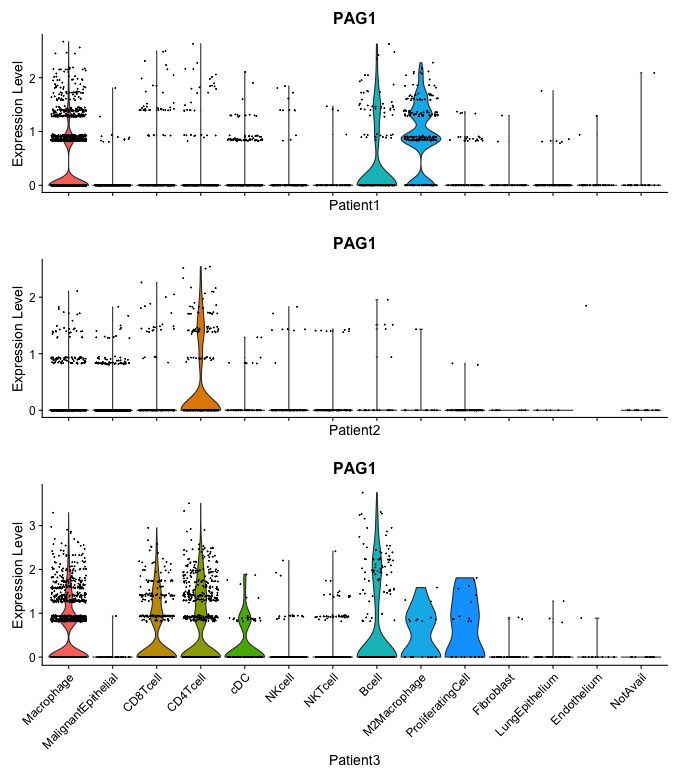 PAG1
Expression Level
2
1
0
Patient1
PAG1
Expression Level
2
1
0
Patient2
PAG1
Expression Level
3
2
1
0
Macrophage
MalignantEpithelial
CD8Tcell
CD4Tcell
cDC
NKcell
NKTcell
Bcell
M2Macrophage
ProliferatingCell
Fibroblast
LungEpithelium
Endothelium
NotAvail
Patient3